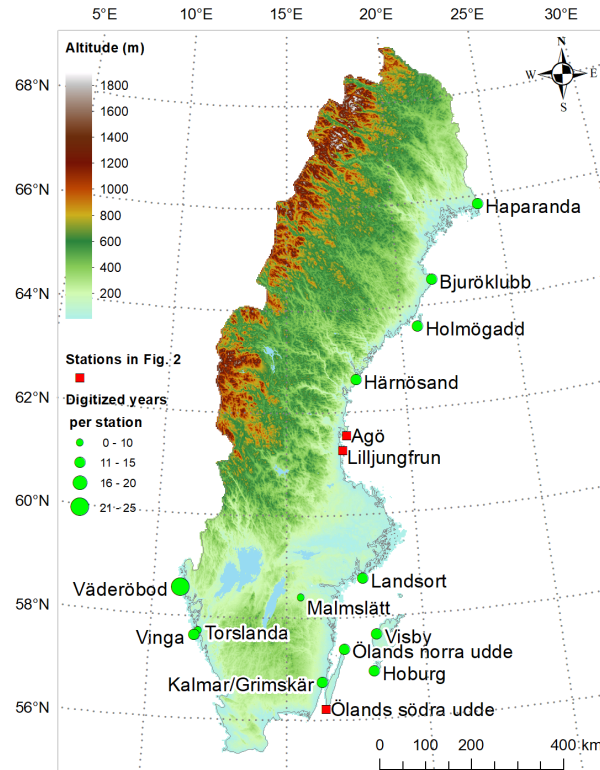 5°E 10°E 15°E 20°E 25°E 30°E
Altitude (m)
N
W E
S
68°N
66°N
64°N
62°N
60°N
58°N
56°N
1800
1600
1400
1200
1000
800
600
400
200
Stations in Fig. 2
Digitized years
per station
0 - 10
11 - 15
16 - 20
21 - 25
Haparanda
Bjuröklubb
Holmögadd
Härnösand
Agö
Lilljungfrun
Landsort
Väderöbod
Malmslätt
Vinga
Torslanda
Visby
Ölands norra udde
Hoburg
Kalmar/Grimskär
Ölands södra udde
0 100 200 400 km